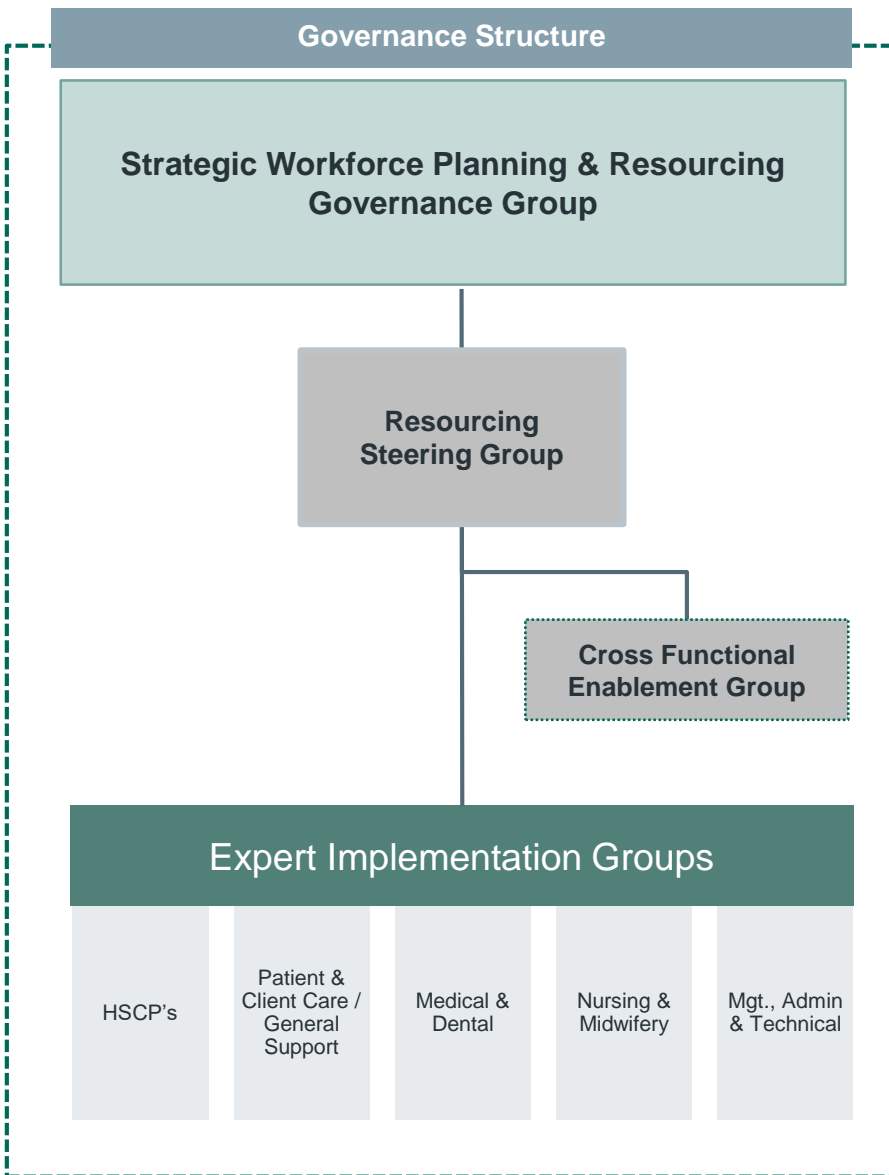 Governance Structure
Strategic Workforce Planning & Resourcing
Governance Group
Resourcing
Steering Group
Cross Functional
Enablement Group
Expert Implementation Groups
HSCP's
Patient &
Client Care /
General
Support
Medical &
Dental
Nursing &
Midwifery
Mgt., Admin
& Technical